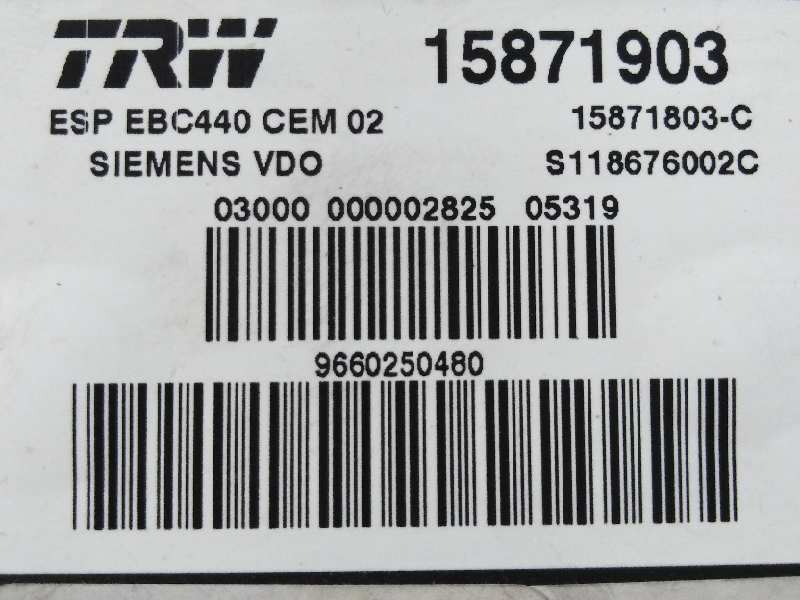 TRW 15871903
ESP EBC440 CEM 02 15871803-C
SIEMENS VDO S118676002C
03000 000002825 05319
9660250480